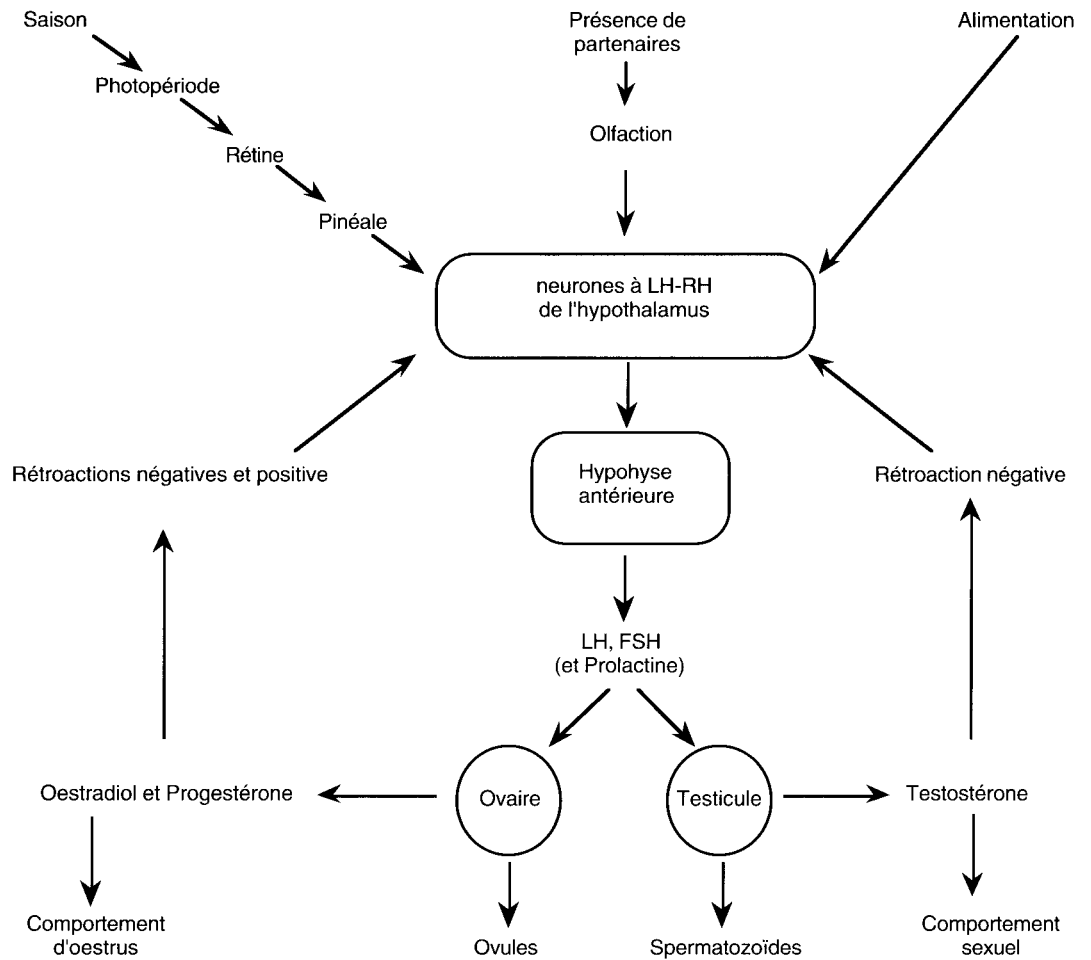 Saison
Présence de
partenaires
Alimentation
Photopériode
Olfaction
Rétine
Pinéale
neurones à LH-RH
de l'hypothalamus
Rétroactions négatives et positive
Hypohyse
antérieure
Rétroaction négative
LH, FSH
(et Prolactine)
Oestradiol et Progestérone
Ovaire
Testicule
Testostérone
Comportement
d'oestrus
Ovules
Spermatozoïdes
Comportement
sexuel